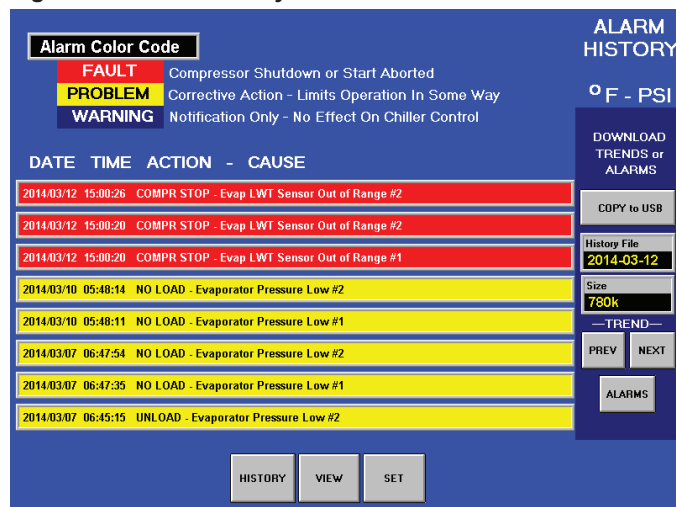 Alarm Color Code
FAULT Compressor Shutdown or Start Aborted
PROBLEM Corrective Action - Limits Operation In Some Way
WARNING Notification Only - No Effect On Chiller Control
DATE TIME ACTION - CAUSE
2014/03/12 15:00:26 COMPR STOP - Evap LWT Sensor Out of Range #2
2014/03/12 15:00:20 COMPR STOP - Evap LWT Sensor Out of Range #2
2014/03/12 15:00:20 COMPR STOP - Evap LWT Sensor Out of Range #1
2014/03/10 05:48:14 NO LOAD - Evaporator Pressure Low #2
2014/03/10 05:48:11 NO LOAD - Evaporator Pressure Low #1
2014/03/07 06:47:54 NO LOAD - Evaporator Pressure Low #2
2014/03/07 06:47:35 NO LOAD - Evaporator Pressure Low #1
2014/03/07 06:45:15 UNLOAD - Evaporator Pressure Low #2
HISTORY VIEW SET
ALARM
HISTORY
°F - PSI
DOWNLOAD
TRENDS or
ALARMS
COPY to USB
History File
2014-03-12
Size
780k
—TREND—
PREV NEXT
ALARMS